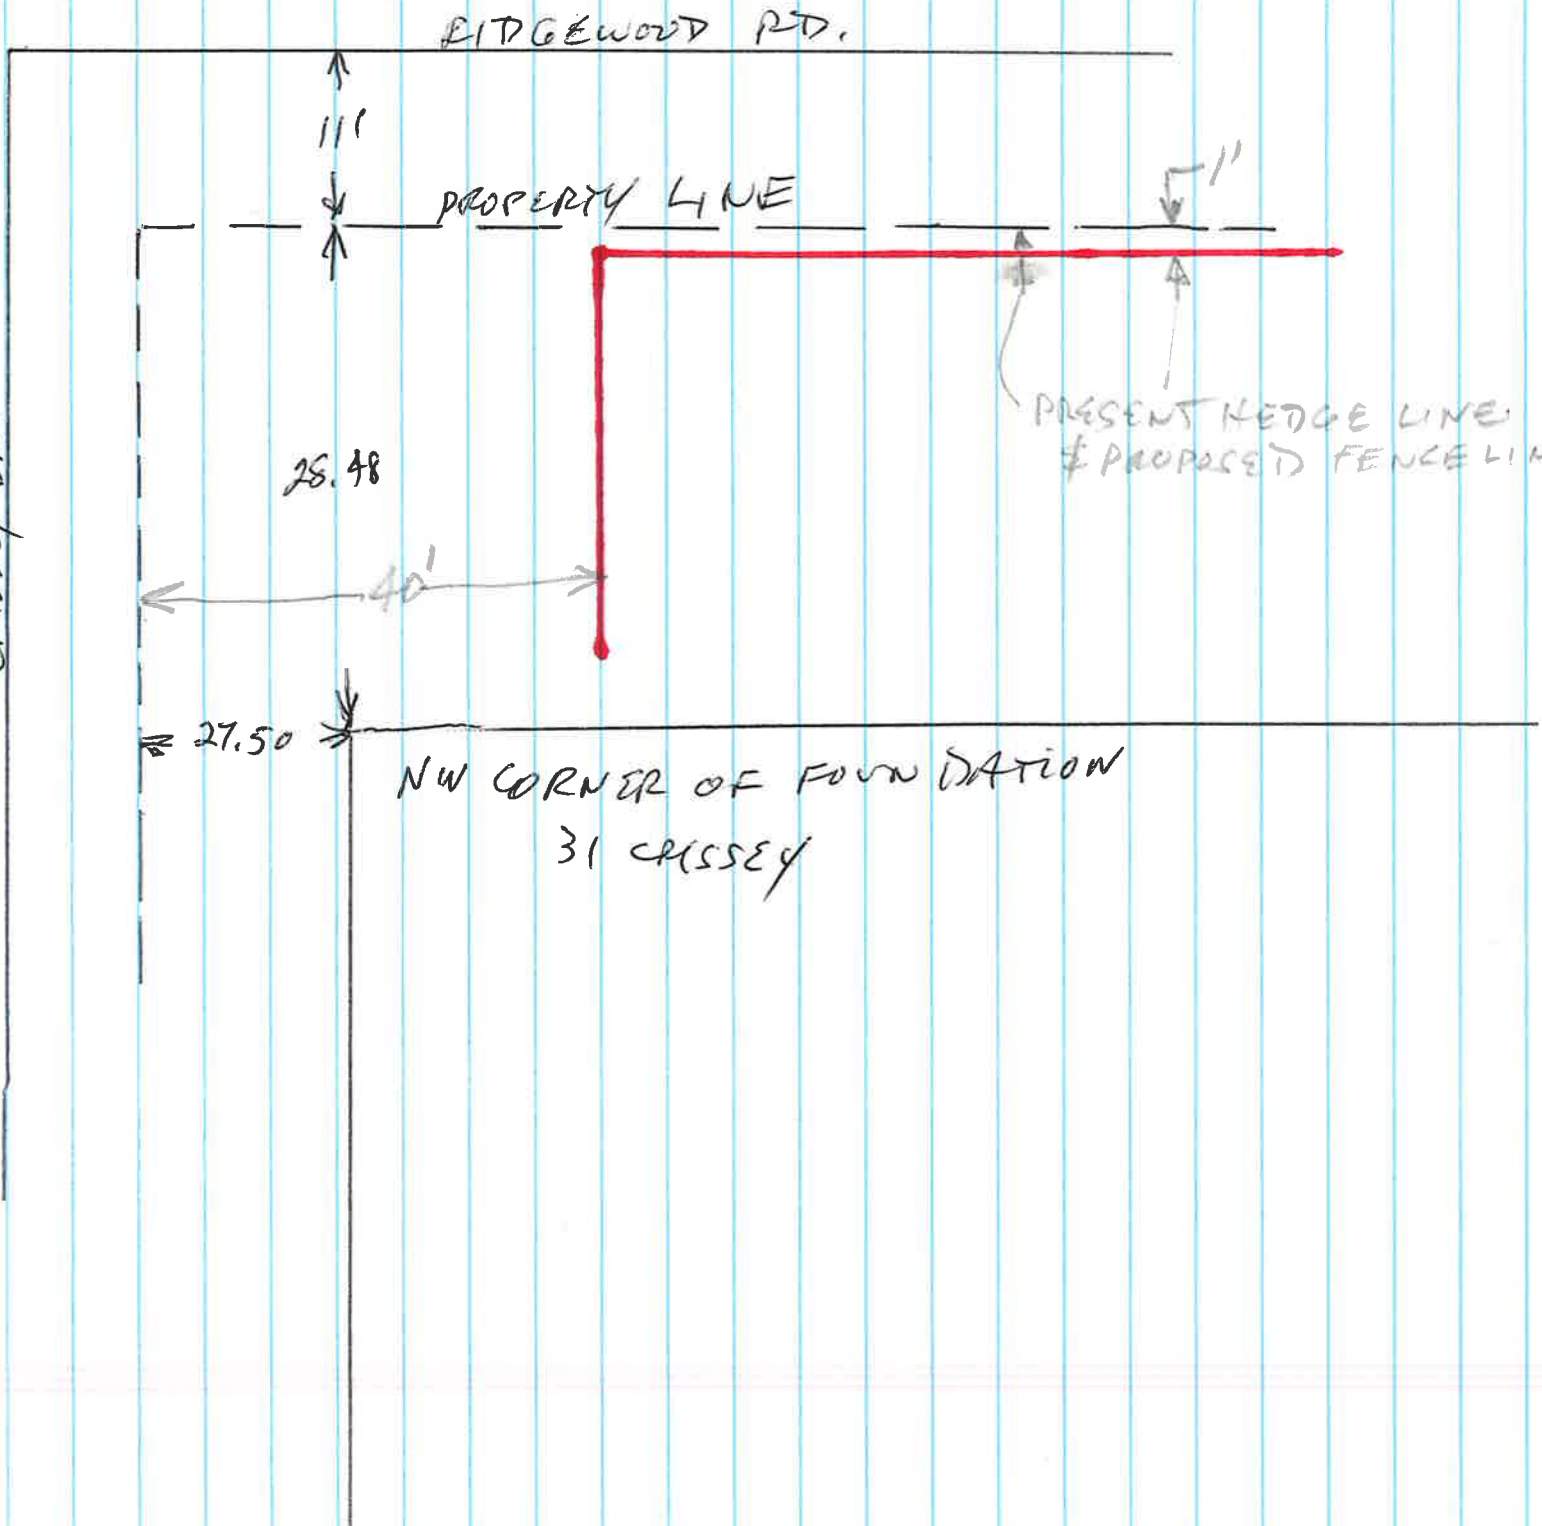 RIDGEWOOD RD.
11'
1'
PROPERTY LINE
PRESENT HEDGE LINE
& PROPOSED FENCE LIN
28.48
40'
27.50
NW CORNER OF FOUNDATION
31 CRISSEY